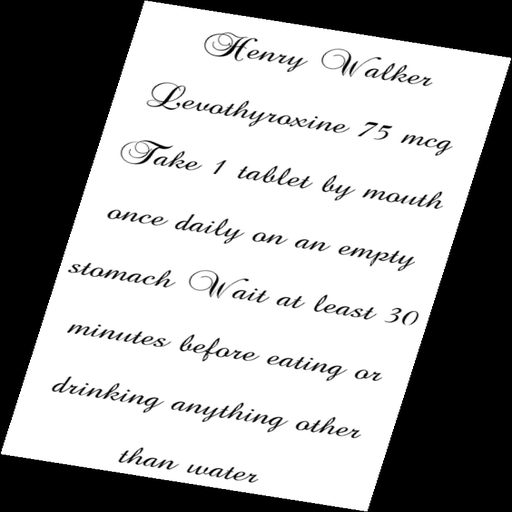 Henry Walker
Levothyroxine 75 mcg
Take 1 tablet by mouth
once daily on an empty
stomach Wait at least 30
minutes before eating or
drinking anything other
than water